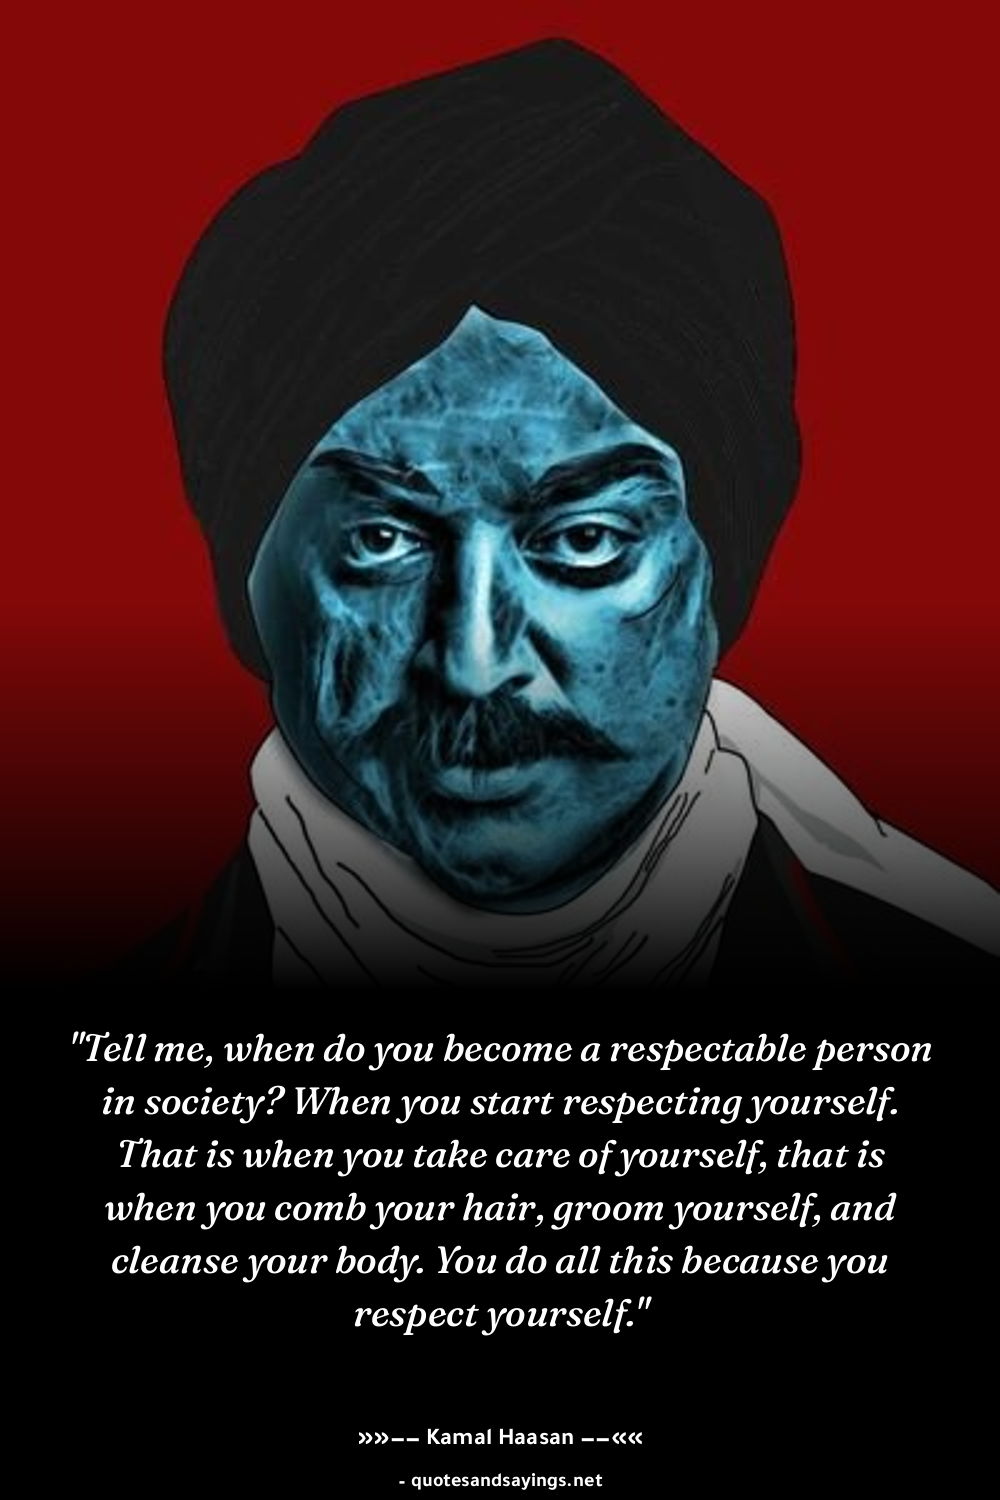 "Tell me, when do you become a respectable person
in society? When you start respecting yourself.
That is when you take care of yourself, that is
when you comb your hair, groom yourself, and
cleanse your body. You do all this because you
respect yourself."
»»–– Kamal Haasan ––««
- quotesandsayings.net